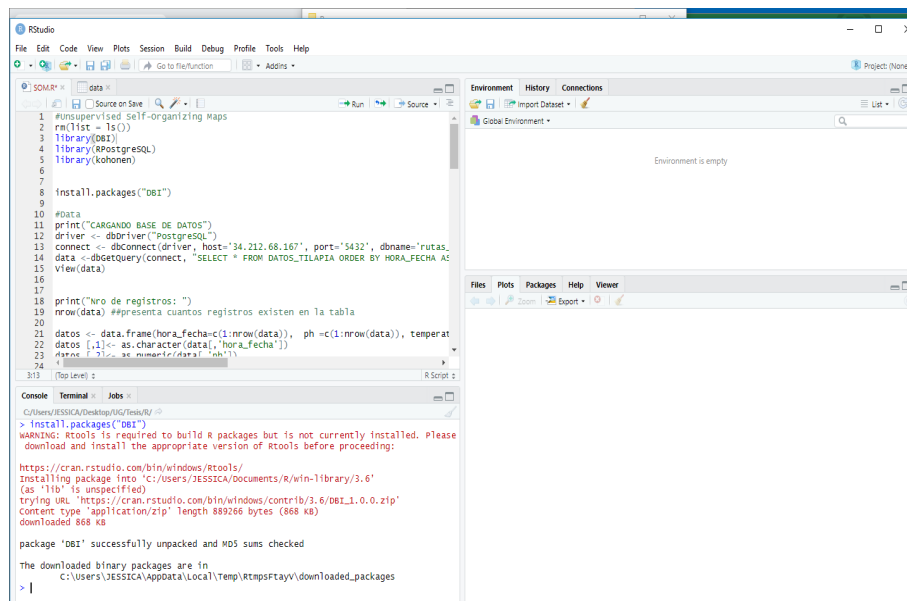 RStudio
File Edit Code View Plots Session Build Debug Profile Tools Help
Go to file/function Addins
Project: (None
SOM.R* data
Source on Save Run Source
1 #Unsupervised Self-Organizing Maps
2 rm(list = ls())
3 library(DBI)
4 library(RPostgreSQL)
5 library(kohonen)
6
7
8 install.packages("DBI")
9
10 #Data
11 print("CARGANDO BASE DE DATOS")
12 driver <- dbDriver("PostgreSQL")
13 connect <- dbConnect(driver, host='34.212.68.167', port='5432', dbname='rutas_
14 data <-dbGetQuery(connect, "SELECT * FROM DATOS_TILAPIA ORDER BY HORA_FECHA AS
15 View(data)
16
17
18 print("Nro de registros: ")
19 nrow(data) ##presenta cuantos registros existen en la tabla
20
21 datos <- data.frame(hora_fecha=c(1:nrow(data)), ph =c(1:nrow(data)), temperat
22 datos [,1]<- as.character(data[,'hora_fecha'])
23 datos [,2]<- as.numeric(data[,'ph'])
24
3:13 (Top Level) R Script
Console Terminal Jobs
C:/Users/JESSICA/Desktop/UG/Tesis/R/
> install.packages("DBI")
WARNING: Rtools is required to build R packages but is not currently installed. Please
download and install the appropriate version of Rtools before proceeding:
https://cran.rstudio.com/bin/windows/Rtools/
Installing package into 'C:/Users/JESSICA/Documents/R/win-library/3.6'
(as 'lib' is unspecified)
trying URL 'https://cran.rstudio.com/bin/windows/contrib/3.6/DBI_1.0.0.zip'
Content type 'application/zip' length 889266 bytes (868 KB)
downloaded 868 KB
package 'DBI' successfully unpacked and MD5 sums checked
The downloaded binary packages are in
C:\Users\JESSICA\AppData\Local\Temp\RtmpsFtayV\downloaded_packages
>
Environment History Connections
Import Dataset List
Global Environment
Environment is empty
Files Plots Packages Help Viewer
Zoom Export